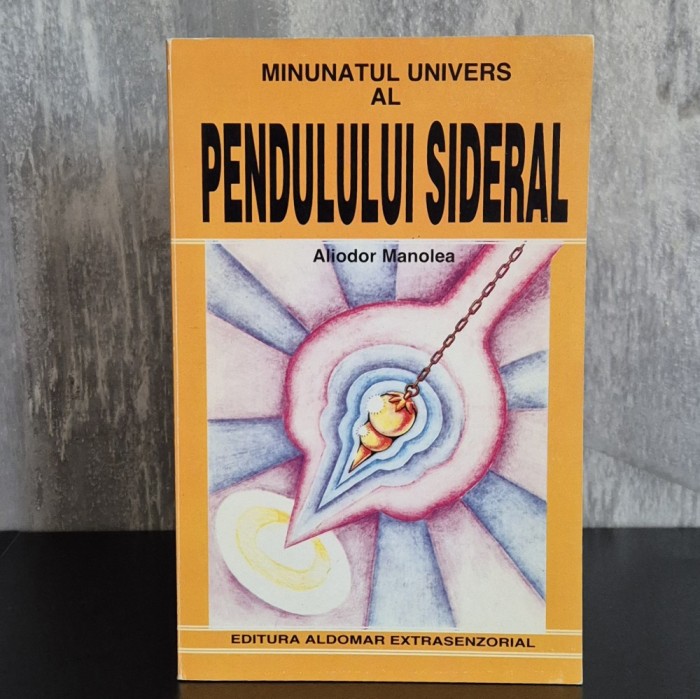 MINUNATUL UNIVERS
AL
PENDULULUI SIDERAL
Aliodor Manolea
EDITURA ALDOMAR EXTRASENZORIAL